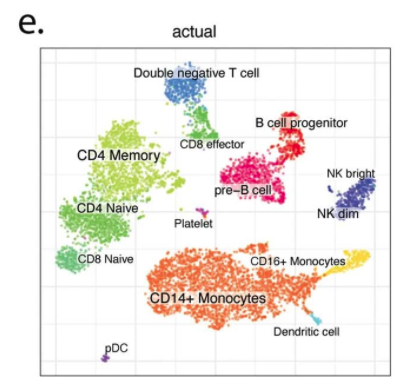 e.
actual
Double negative T cell
B cell progenitor
CD8 effector
CD4 Memory
NK bright
pre-B cell
CD4 Naive
NK dim
Platelet
CD8 Naive
CD16+ Monocytes
CD14+ Monocytes
Dendritic cell
pDC